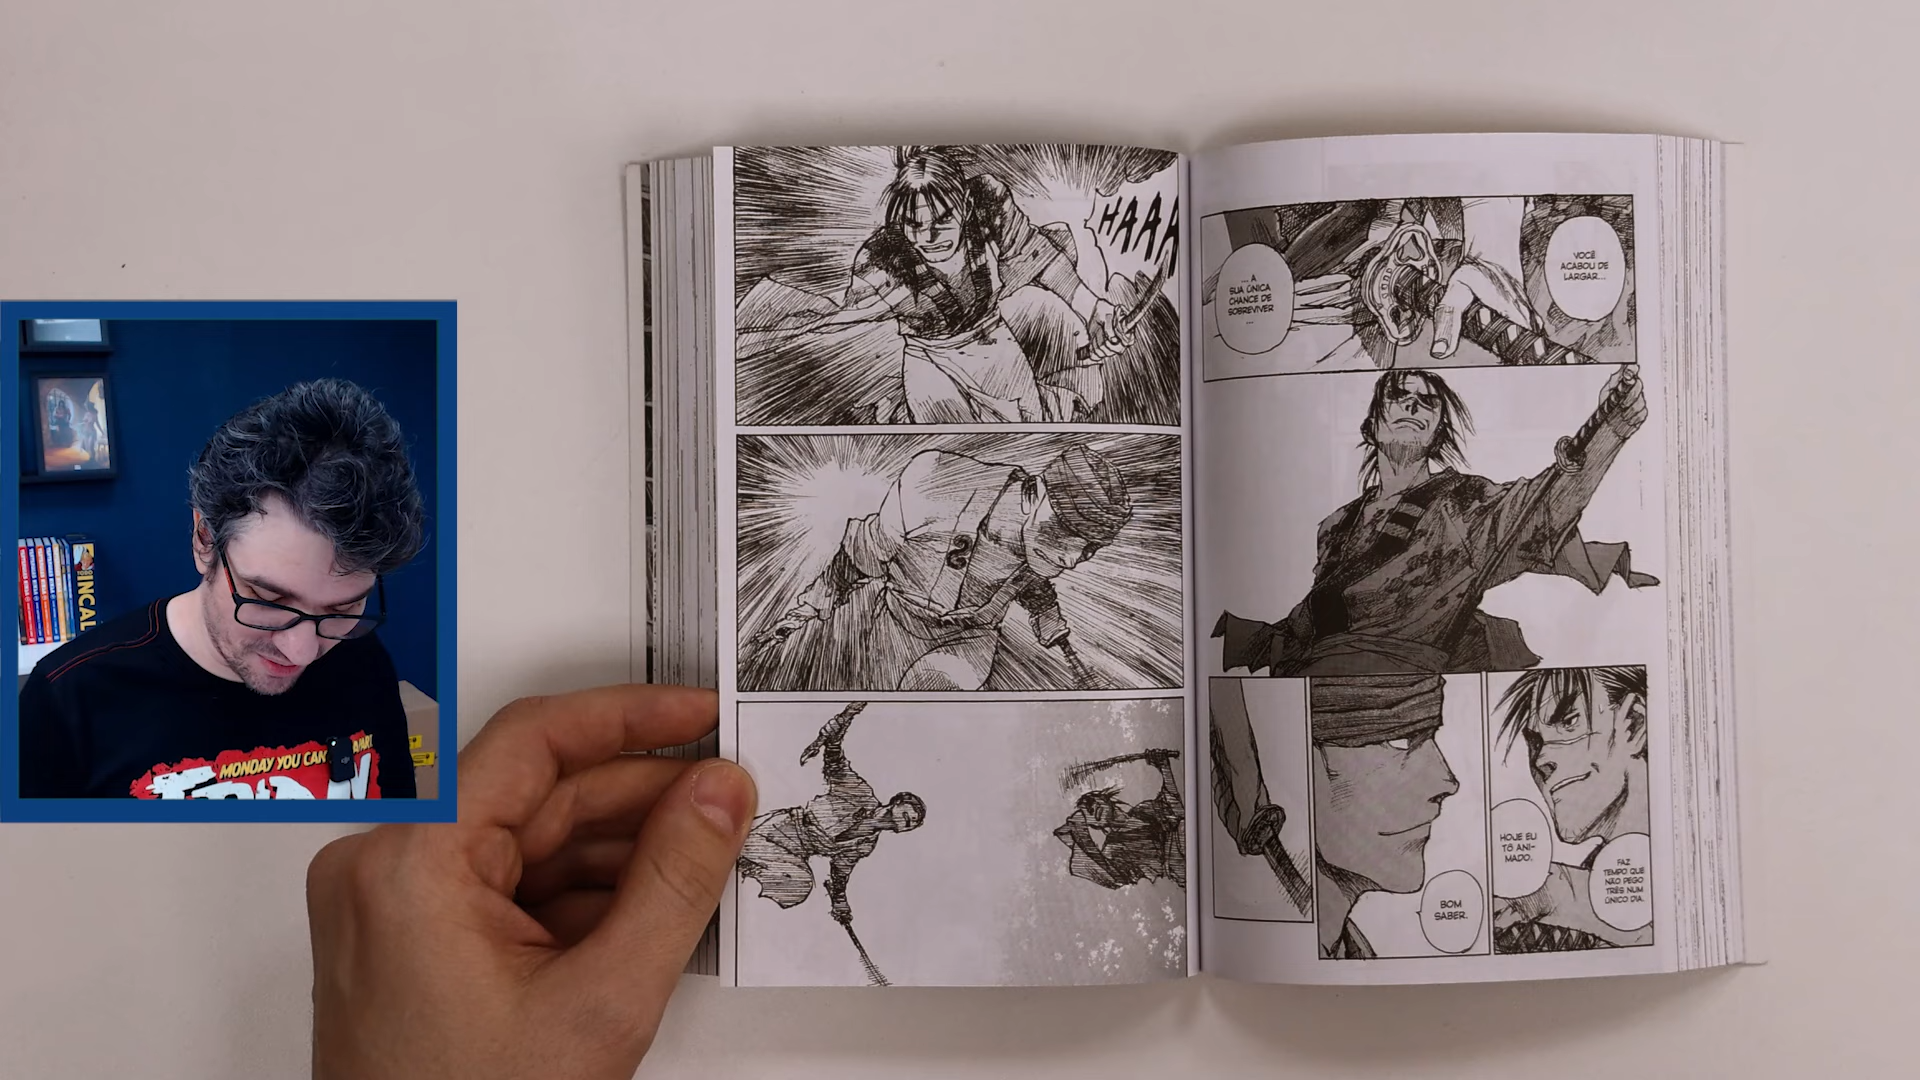 HAAA
VOCÊ
ACABOU DE
LARGAR...
... A
SUA ÚNICA
CHANCE DE
SOBREVIVER
...
BOM
SABER.
HOJE EU
TÔ ANI-
MADO.
FAZ
TEMPO QUE
NÃO PEGO
TRÊS NUM
ÚNICO DIA.
INCAL
MONDAY YOU CAN